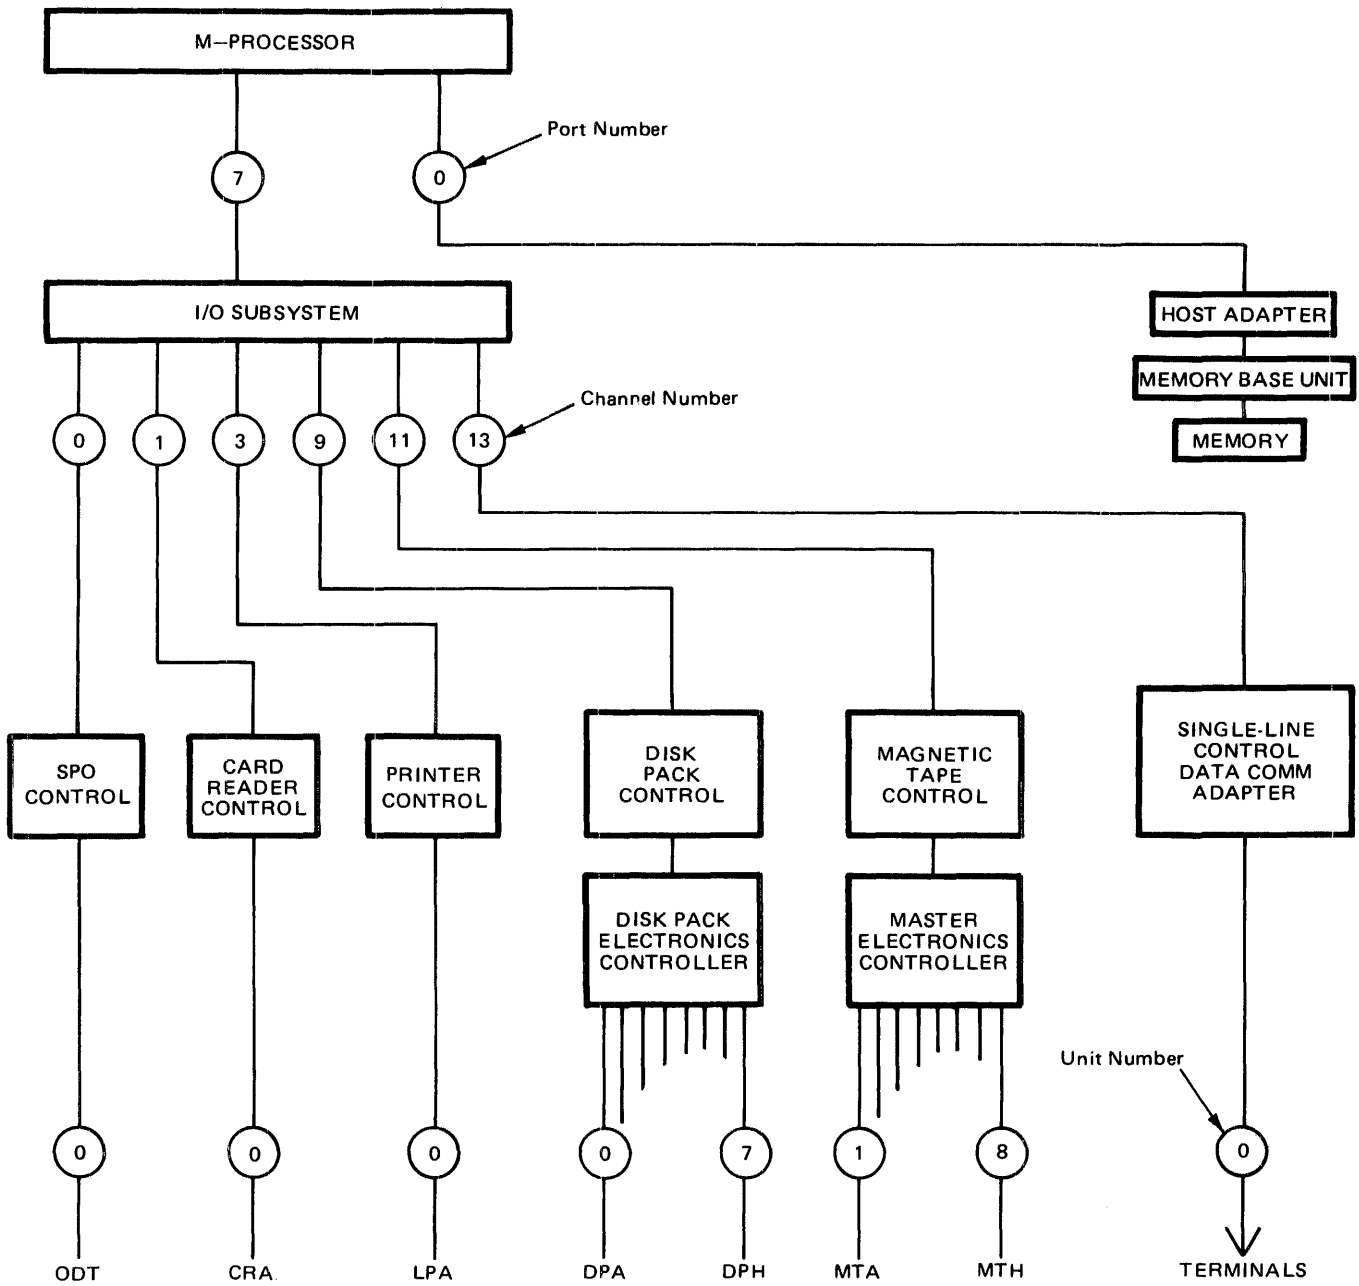 M–PROCESSOR
Port Number
7
0
I/O SUBSYSTEM
HOST ADAPTER
MEMORY BASE UNIT
MEMORY
Channel Number
0
1
3
9
11
13
SPO
CONTROL
CARD
READER
CONTROL
PRINTER
CONTROL
DISK
PACK
CONTROL
MAGNETIC
TAPE
CONTROL
SINGLE-LINE
CONTROL
DATA COMM
ADAPTER
DISK PACK
ELECTRONICS
CONTROLLER
MASTER
ELECTRONICS
CONTROLLER
Unit Number
0
0
0
0
7
1
8
0
ODT
CRA
LPA
DPA
DPH
MTA
MTH
TERMINALS